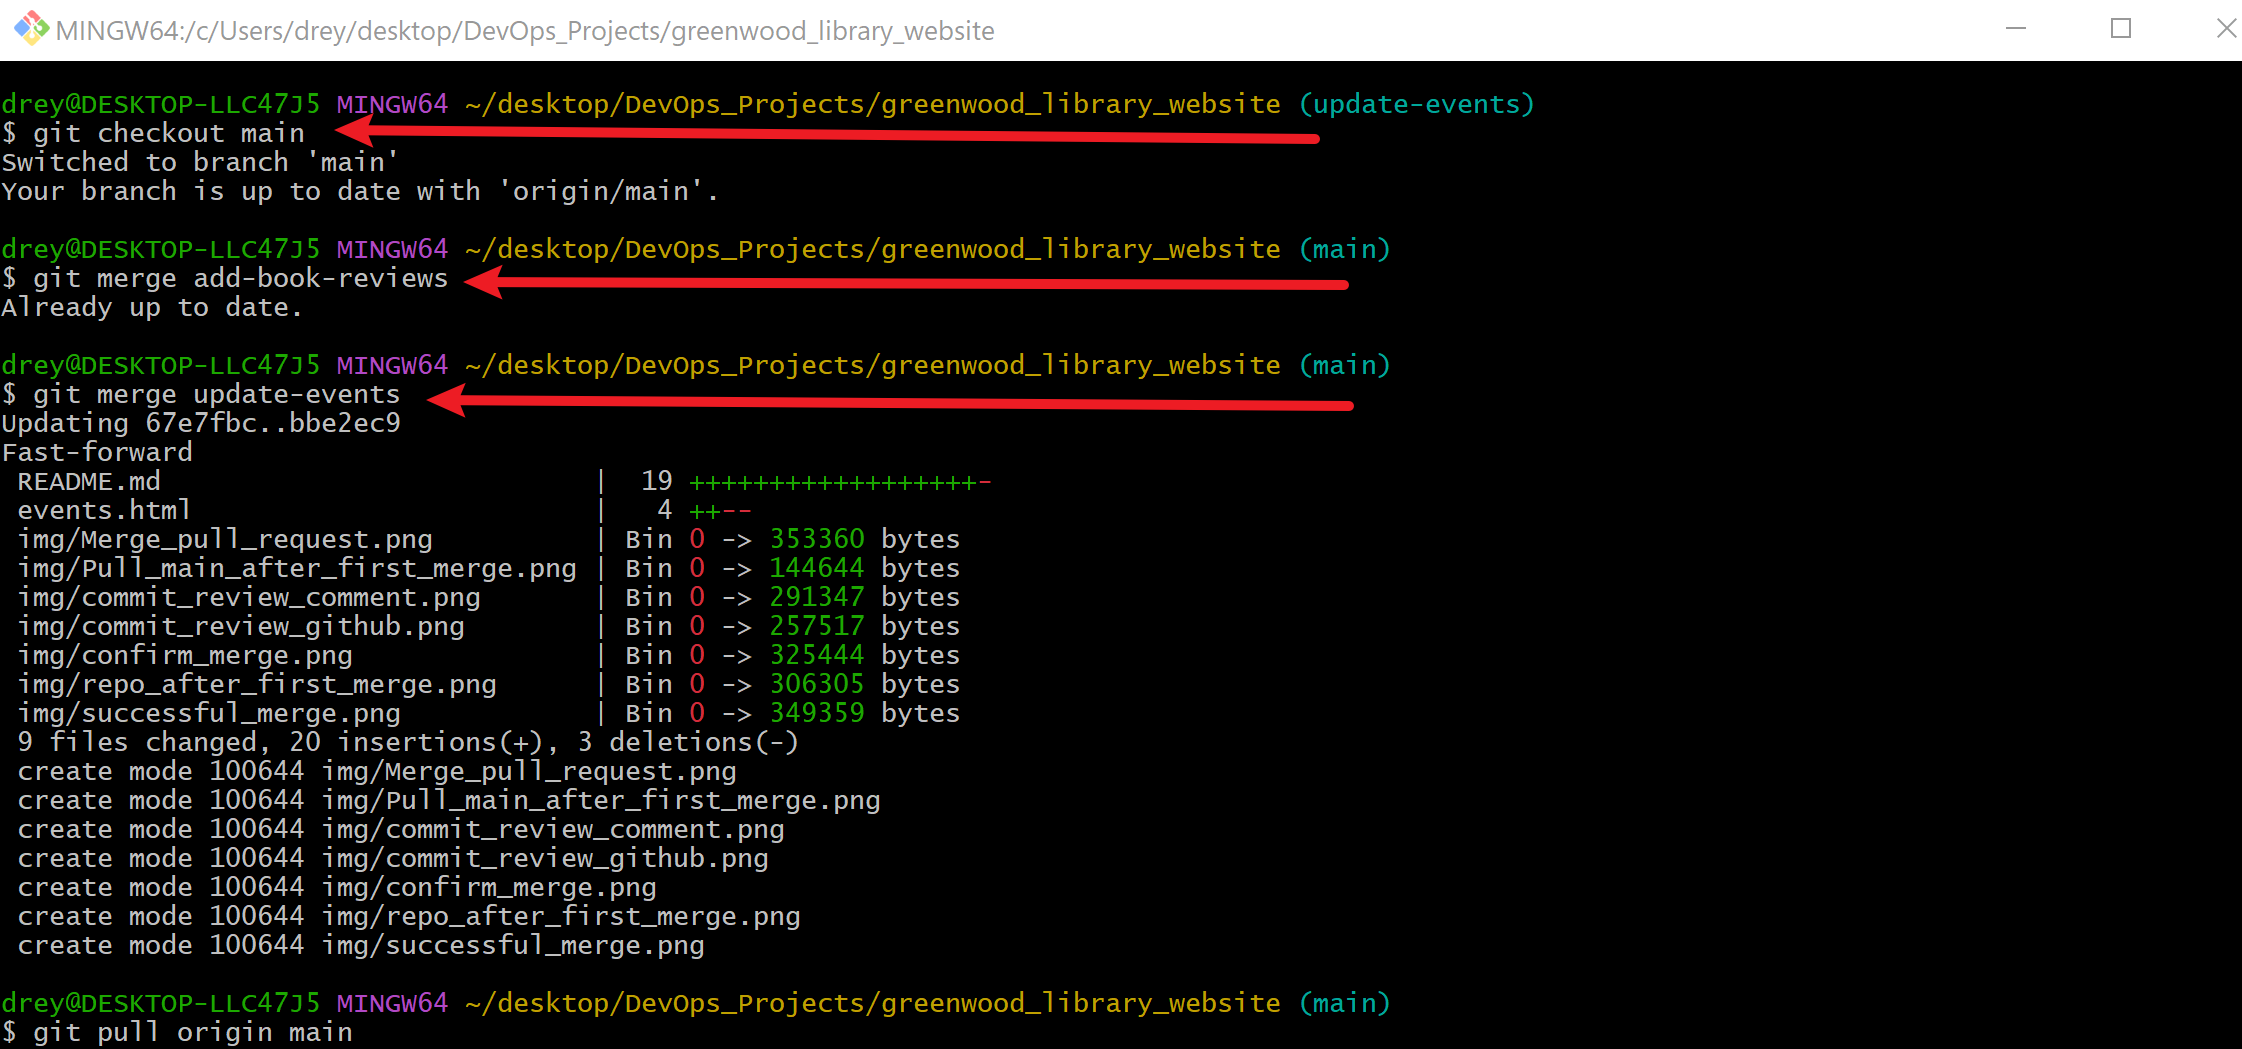 MINGW64:/c/Users/drey/desktop/DevOps_Projects/greenwood_library_website
drey@DESKTOP-LLC47J5 MINGW64 ~/desktop/DevOps_Projects/greenwood_library_website (update-events)
$ git checkout main
Switched to branch 'main'
Your branch is up to date with 'origin/main'.
drey@DESKTOP-LLC47J5 MINGW64 ~/desktop/DevOps_Projects/greenwood_library_website (main)
$ git merge add-book-reviews
Already up to date.
drey@DESKTOP-LLC47J5 MINGW64 ~/desktop/DevOps_Projects/greenwood_library_website (main)
$ git merge update-events
Updating 67e7fbc..bbe2ec9
Fast-forward
 README.md                           |  19 ++++++++++++++++++-
 events.html                         |   4 ++--
 img/Merge_pull_request.png          | Bin 0 -> 353360 bytes
 img/Pull_main_after_first_merge.png | Bin 0 -> 144644 bytes
 img/commit_review_comment.png       | Bin 0 -> 291347 bytes
 img/commit_review_github.png        | Bin 0 -> 257517 bytes
 img/confirm_merge.png               | Bin 0 -> 325444 bytes
 img/repo_after_first_merge.png      | Bin 0 -> 306305 bytes
 img/successful_merge.png            | Bin 0 -> 349359 bytes
 9 files changed, 20 insertions(+), 3 deletions(-)
 create mode 100644 img/Merge_pull_request.png
 create mode 100644 img/Pull_main_after_first_merge.png
 create mode 100644 img/commit_review_comment.png
 create mode 100644 img/commit_review_github.png
 create mode 100644 img/confirm_merge.png
 create mode 100644 img/repo_after_first_merge.png
 create mode 100644 img/successful_merge.png
drey@DESKTOP-LLC47J5 MINGW64 ~/desktop/DevOps_Projects/greenwood_library_website (main)
$ git pull origin main